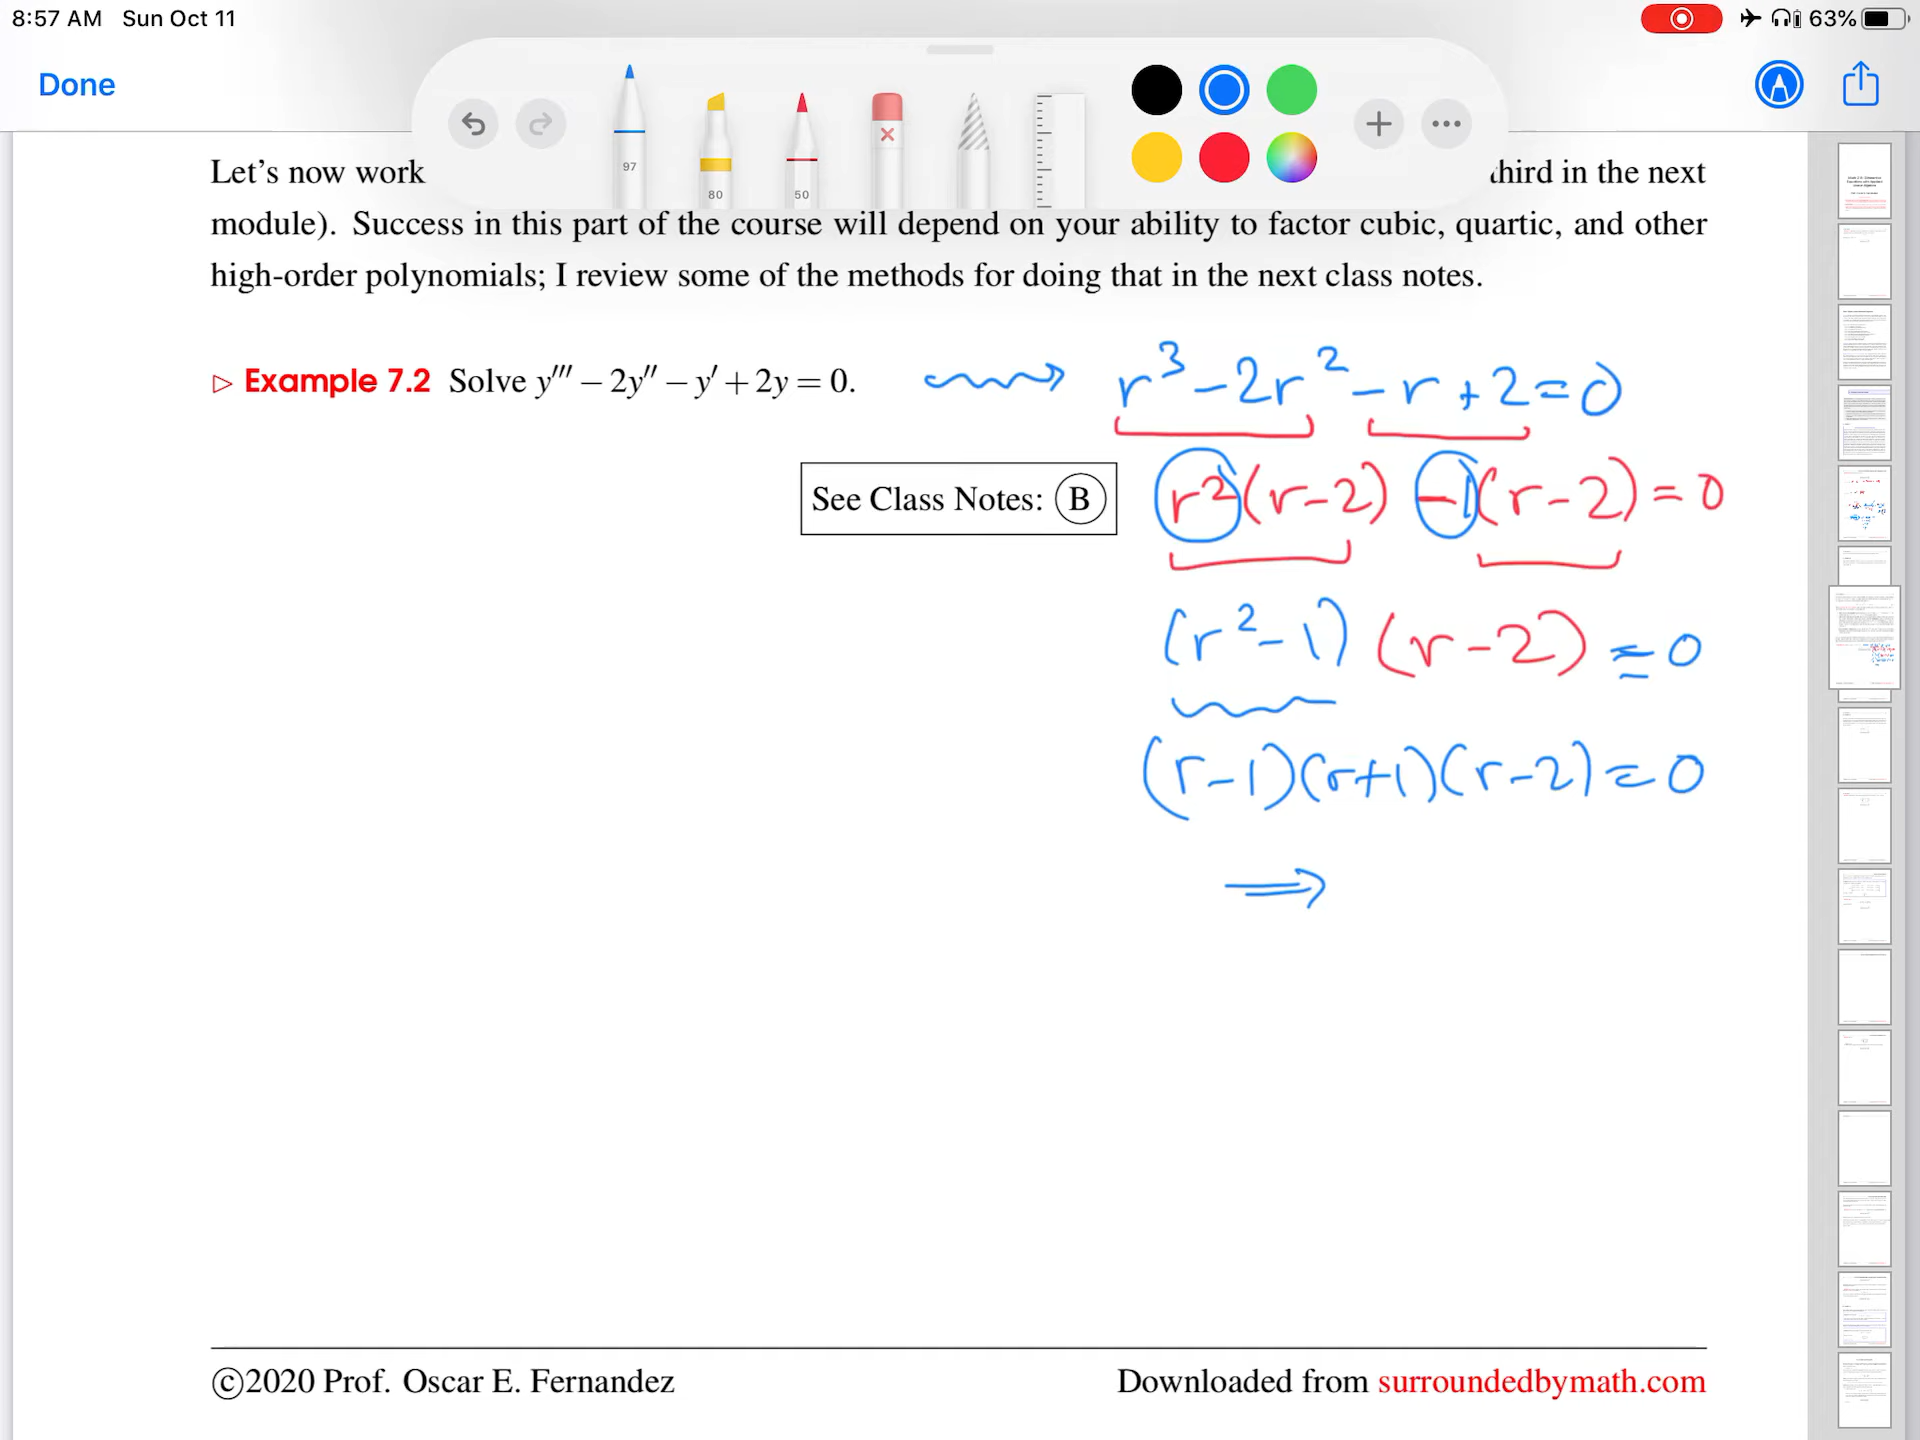 8:57 AM Sun Oct 11
63%
Done
97
80
50
Let's now work
third in the next
module). Success in this part of the course will depend on your ability to factor cubic, quartic, and other
high-order polynomials; I review some of the methods for doing that in the next class notes.
▷ Example 7.2 Solve y''' − 2y'' − y' + 2y = 0.
r³ − 2r² − r + 2 = 0
See Class Notes: Ⓑ
r²(r−2) −1(r−2) = 0
(r²−1)(r−2) = 0
(r−1)(r+1)(r−2) = 0
⟹
©2020 Prof. Oscar E. Fernandez
Downloaded from surroundedbymath.com